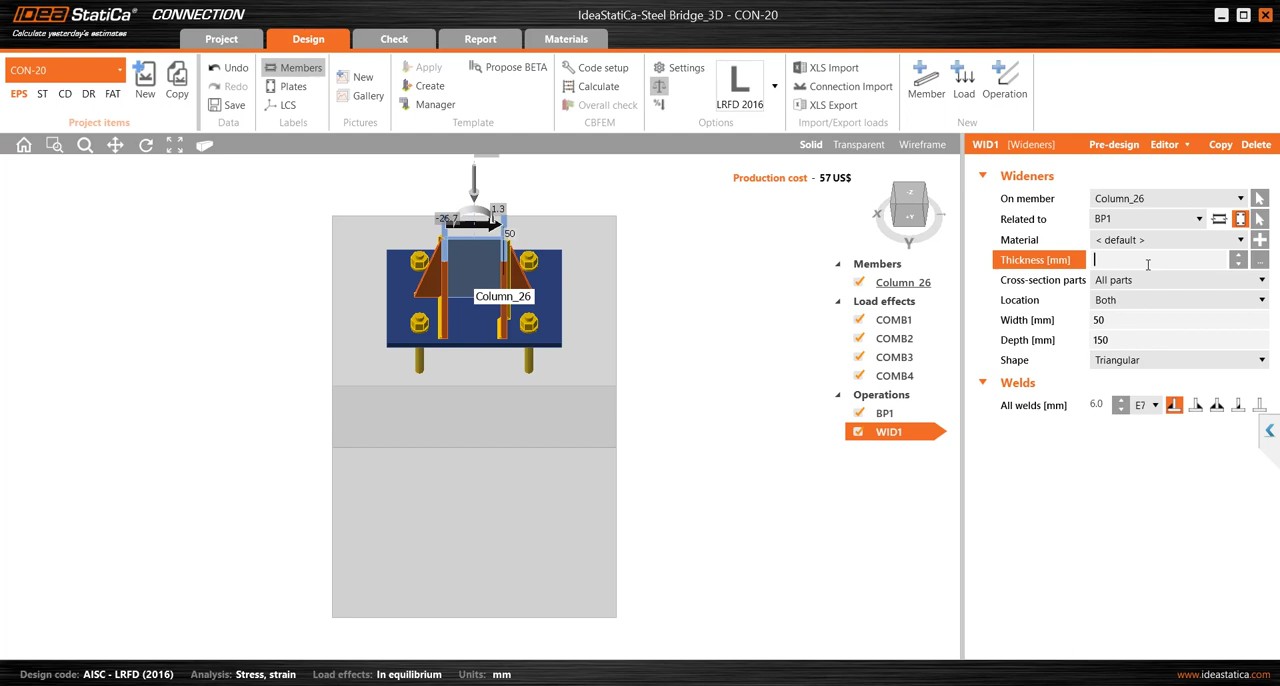 IDEA StatiCa® CONNECTION
Calculate yesterday's estimates
IdeaStatiCa-Steel Bridge_3D - CON-20
Project Design Check Report Materials
CON-20
EPS ST CD DR FAT
New
Copy
Project items
Undo
Redo
Save
Data
Members
Plates
LCS
Labels
New
Gallery
Pictures
Apply
Create
Manager
Propose BETA
Template
Code setup
Calculate
Overall check
CBFEM
Settings
LRFD 2016
Options
XLS Import
Connection Import
XLS Export
Import/Export loads
Member
Load
Operation
New
Solid Transparent Wireframe
Production cost - 57 US$
-Z
+Y
X
Y
-26.7
1.3
50
Column_26
Members
Column_26
Load effects
COMB1
COMB2
COMB3
COMB4
Operations
BP1
WID1
WID1 [Wideners] Pre-design Editor Copy Delete
Wideners
On member Column_26
Related to BP1
Material < default >
Thickness [mm]
Cross-section parts All parts
Location Both
Width [mm] 50
Depth [mm] 150
Shape Triangular
Welds
All welds [mm] 6.0 E7
Design code: AISC - LRFD (2016) Analysis: Stress, strain Load effects: In equilibrium Units: mm
www.ideastatica.com